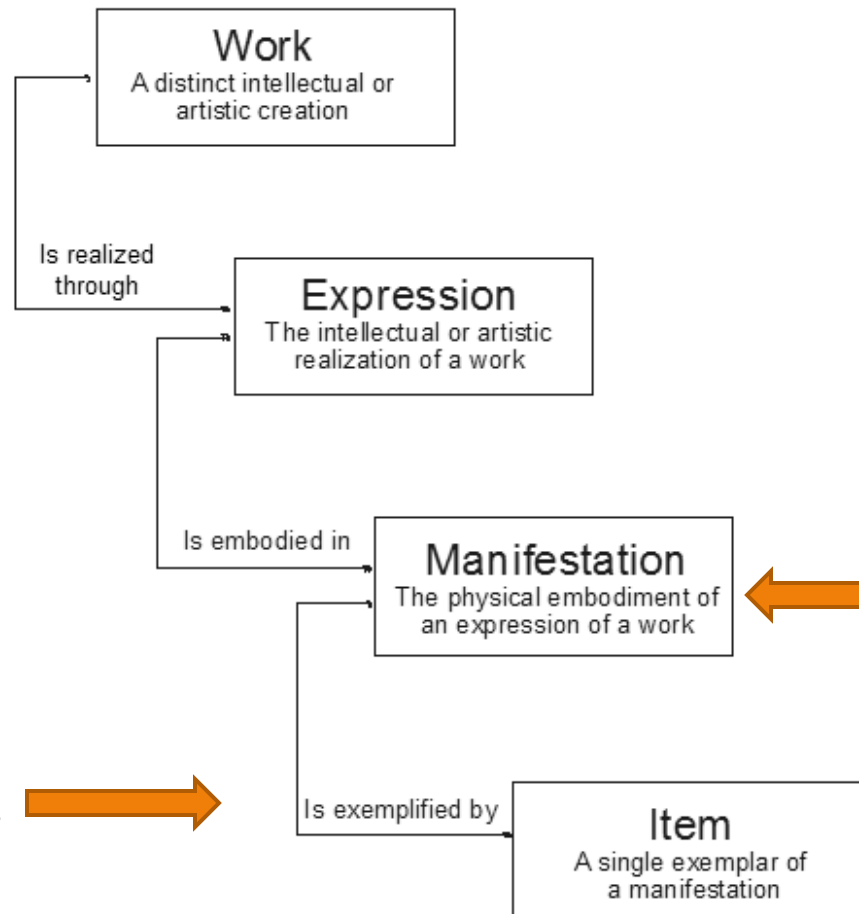 Work
A distinct intellectual or
artistic creation
Is realized
through
Expression
The intellectual or artistic
realization of a work
Is embodied in
Manifestation
The physical embodiment of
an expression of a work
Is exemplified by
Item
A single exemplar of
a manifestation